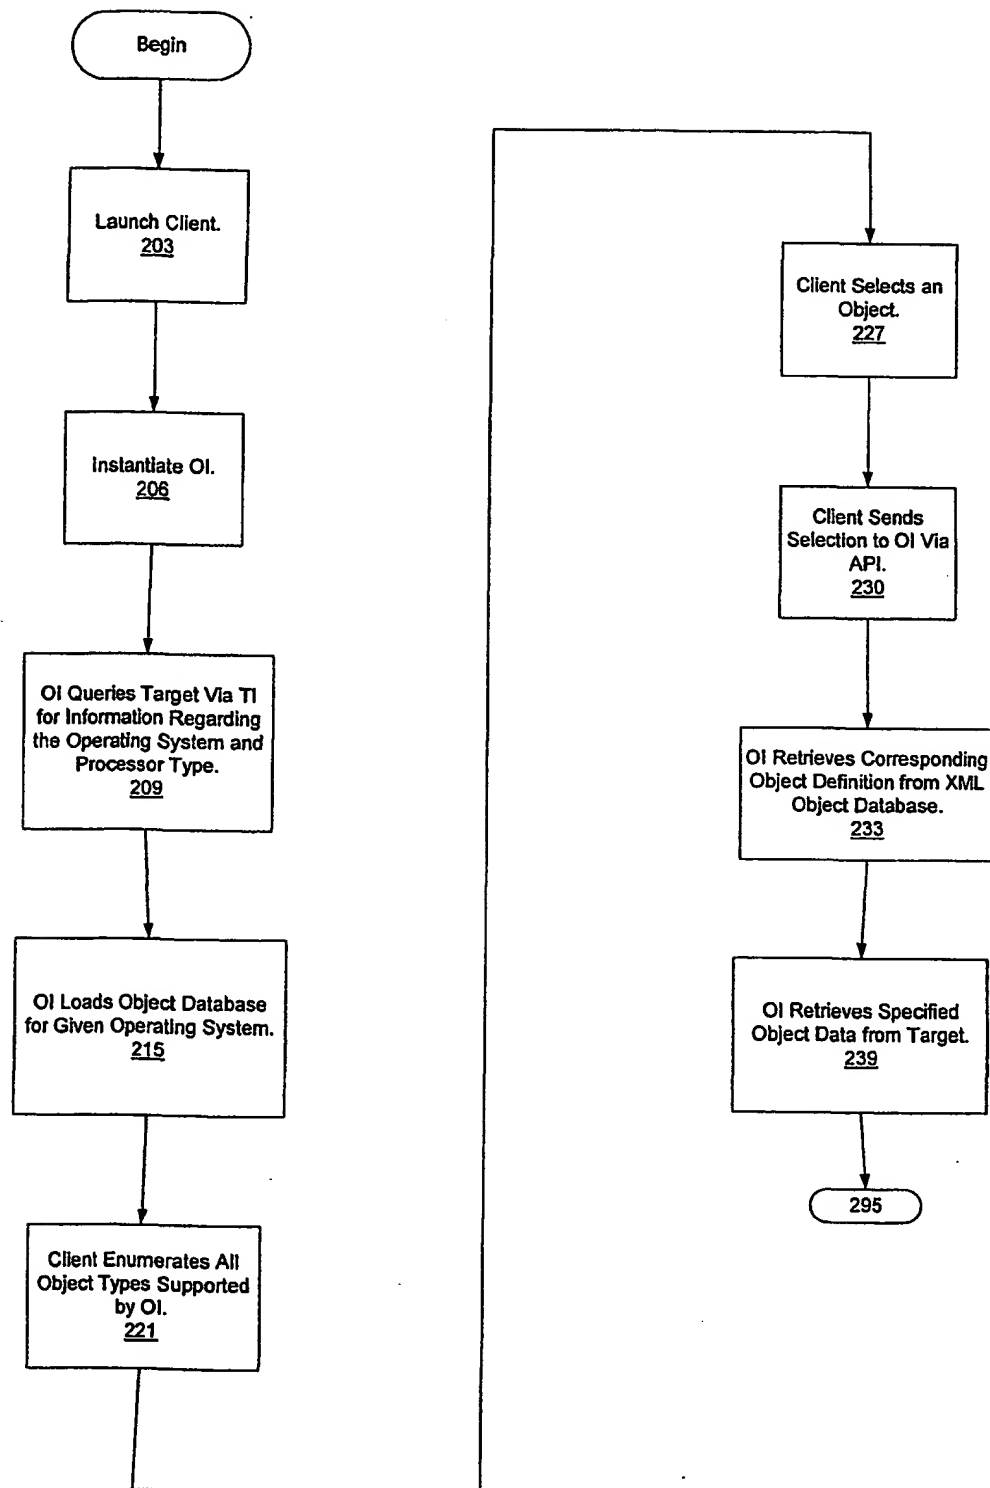 Begin
Launch Client.
203
Instantiate OI.
206
OI Queries Target Via TI
for Information Regarding
the Operating System and
Processor Type.
209
OI Loads Object Database
for Given Operating System.
215
Client Enumerates All
Object Types Supported
by OI.
221
Client Selects an
Object.
227
Client Sends
Selection to OI Via
API.
230
OI Retrieves Corresponding
Object Definition from XML
Object Database.
233
OI Retrieves Specified
Object Data from Target.
239
295